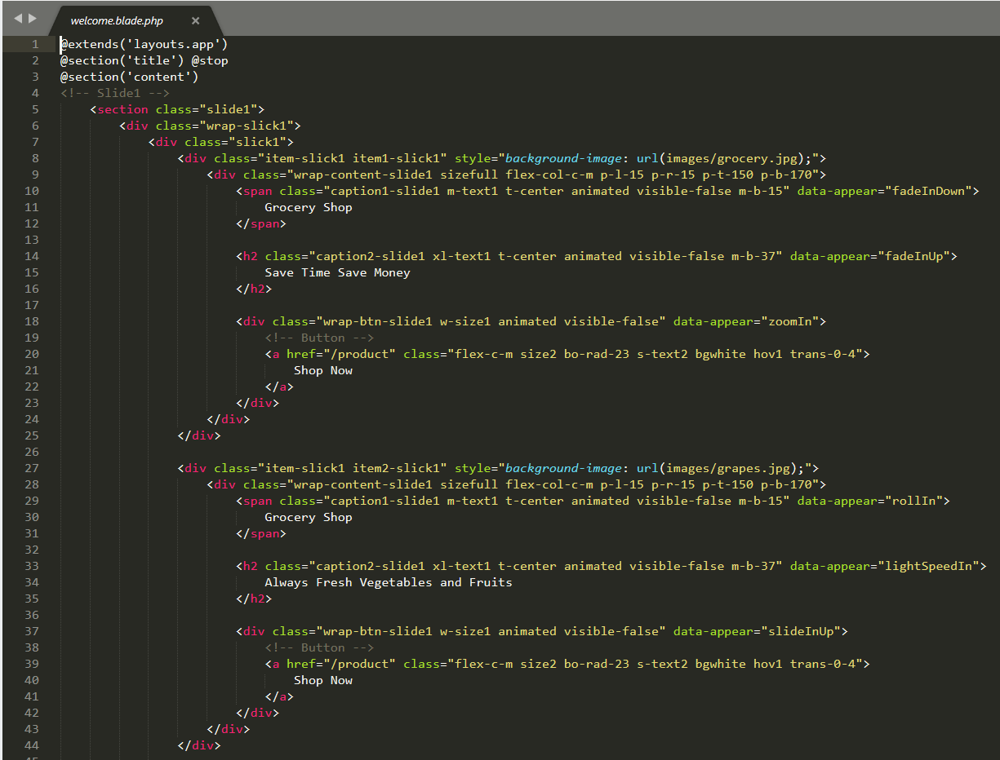 welcome.blade.php ×
1 @extends('layouts.app')
2 @section('title') @stop
3 @section('content')
4 <!-- Slide1 -->
5     <section class="slide1">
6         <div class="wrap-slick1">
7             <div class="slick1">
8                 <div class="item-slick1 item1-slick1" style="background-image: url(images/grocery.jpg);">
9                     <div class="wrap-content-slide1 sizefull flex-col-c-m p-l-15 p-r-15 p-t-150 p-b-170">
10                         <span class="caption1-slide1 m-text1 t-center animated visible-false m-b-15" data-appear="fadeInDown">
11                             Grocery Shop
12                         </span>
13
14                         <h2 class="caption2-slide1 xl-text1 t-center animated visible-false m-b-37" data-appear="fadeInUp">
15                             Save Time Save Money
16                         </h2>
17
18                         <div class="wrap-btn-slide1 w-size1 animated visible-false" data-appear="zoomIn">
19                             <!-- Button -->
20                             <a href="/product" class="flex-c-m size2 bo-rad-23 s-text2 bgwhite hov1 trans-0-4">
21                                 Shop Now
22                             </a>
23                         </div>
24                     </div>
25                 </div>
26
27                 <div class="item-slick1 item2-slick1" style="background-image: url(images/grapes.jpg);">
28                     <div class="wrap-content-slide1 sizefull flex-col-c-m p-l-15 p-r-15 p-t-150 p-b-170">
29                         <span class="caption1-slide1 m-text1 t-center animated visible-false m-b-15" data-appear="rollIn">
30                             Grocery Shop
31                         </span>
32
33                         <h2 class="caption2-slide1 xl-text1 t-center animated visible-false m-b-37" data-appear="lightSpeedIn">
34                             Always Fresh Vegetables and Fruits
35                         </h2>
36
37                         <div class="wrap-btn-slide1 w-size1 animated visible-false" data-appear="slideInUp">
38                             <!-- Button -->
39                             <a href="/product" class="flex-c-m size2 bo-rad-23 s-text2 bgwhite hov1 trans-0-4">
40                                 Shop Now
41                             </a>
42                         </div>
43                     </div>
44                 </div>